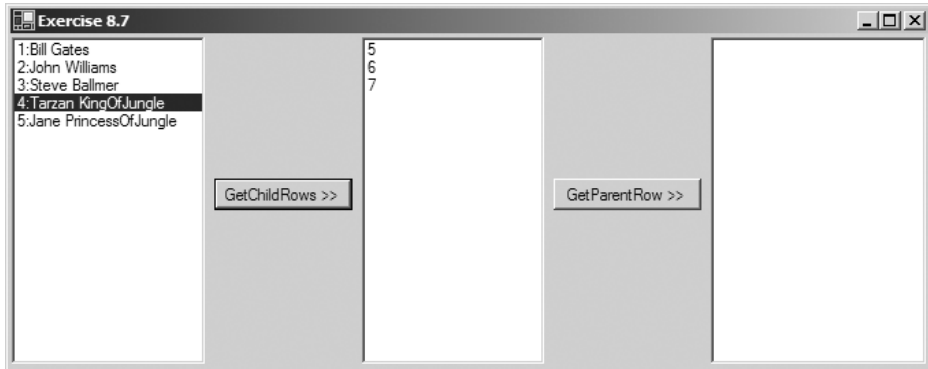 Exercise 8.7
1:Bill Gates
2:John Williams
3:Steve Ballmer
4:Tarzan KingOfJungle
5:Jane PrincessOfJungle
GetChildRows >>
5
6
7
GetParentRow >>